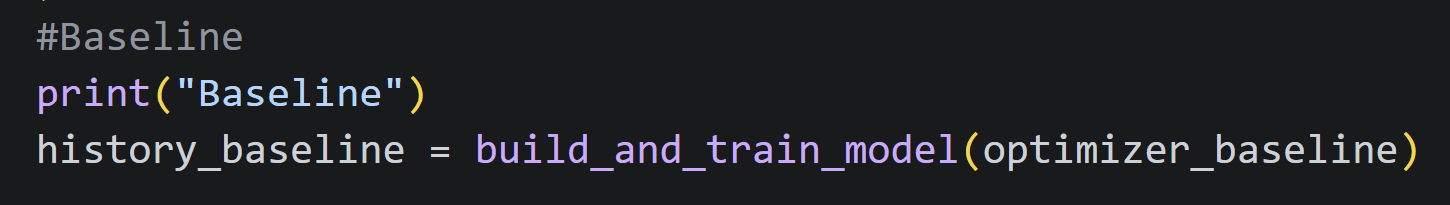 #Baseline
print("Baseline")
history_baseline = build_and_train_model(optimizer_baseline)